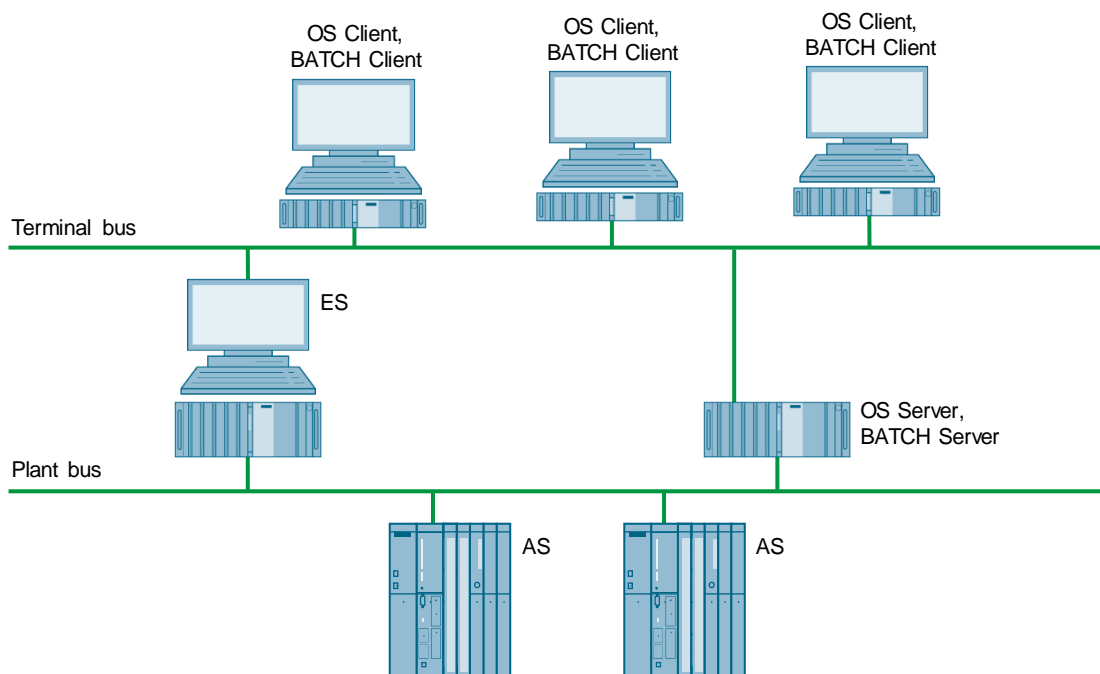 OS Client,
BATCH Client
OS Client,
BATCH Client
OS Client,
BATCH Client
Terminal bus
ES
OS Server,
BATCH Server
Plant bus
AS
AS